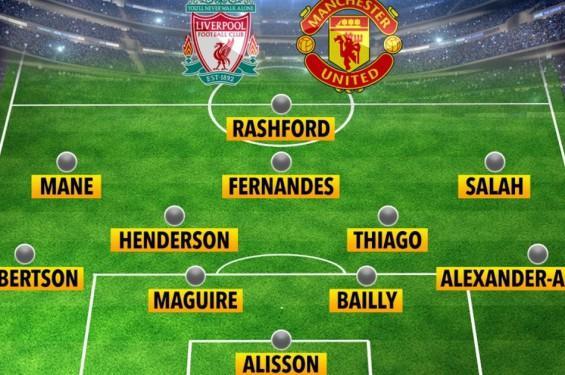 YOU'LL NEVER WALK ALONE
LIVERPOOL
FOOTBALL CLUB
EST·1892
MANCHESTER
UNITED
RASHFORD
MANE
FERNANDES
SALAH
HENDERSON
THIAGO
BERTSON
MAGUIRE
BAILLY
ALEXANDER-A
ALISSON